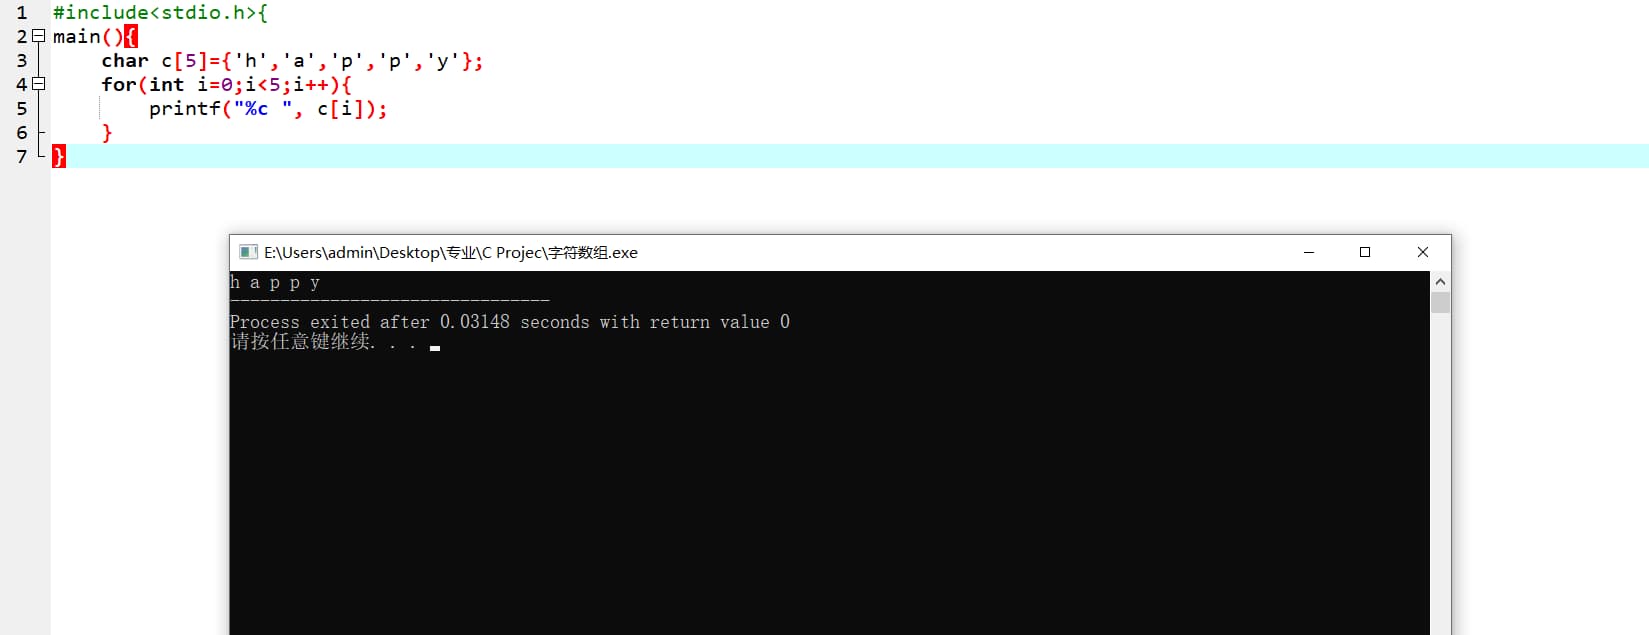 1 #include<stdio.h>{
2 main(){
3 char c[5]={'h','a','p','p','y'};
4 for(int i=0;i<5;i++){
5 printf("%c ", c[i]);
6 }
7 }
E:\Users\admin\Desktop\专业\C Projec\字符数组.exe
h a p p y
--------------------------------
Process exited after 0.03148 seconds with return value 0
请按任意键继续. . .